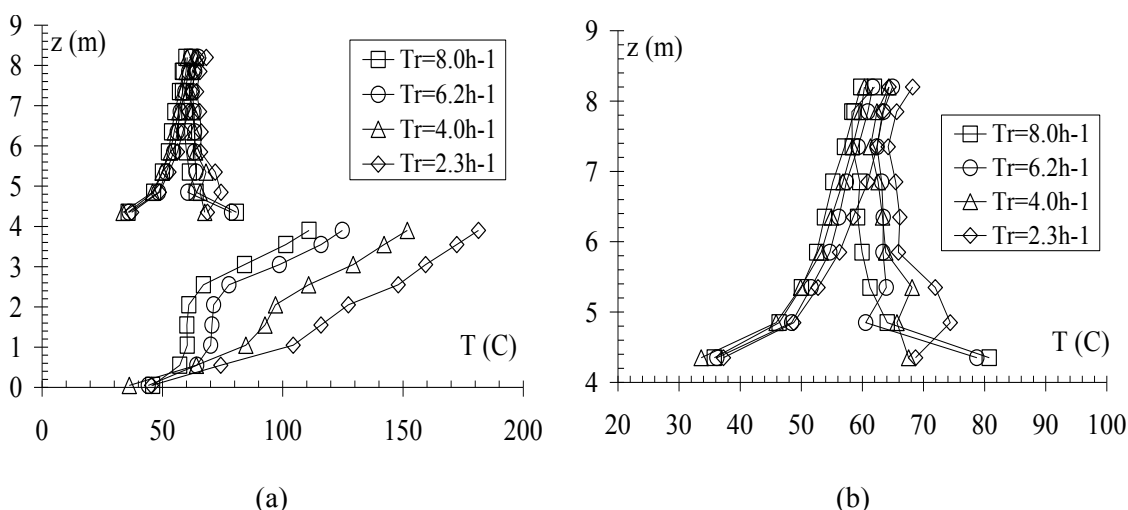 9
8
7
6
5
4
3
2
1
0
z (m)
Tr=8.0h-1
Tr=6.2h-1
Tr=4.0h-1
Tr=2.3h-1
T (C)
0 50 100 150 200
(a)
9
8
7
6
5
4
z (m)
Tr=8.0h-1
Tr=6.2h-1
Tr=4.0h-1
Tr=2.3h-1
T (C)
20 30 40 50 60 70 80 90 100
(b)